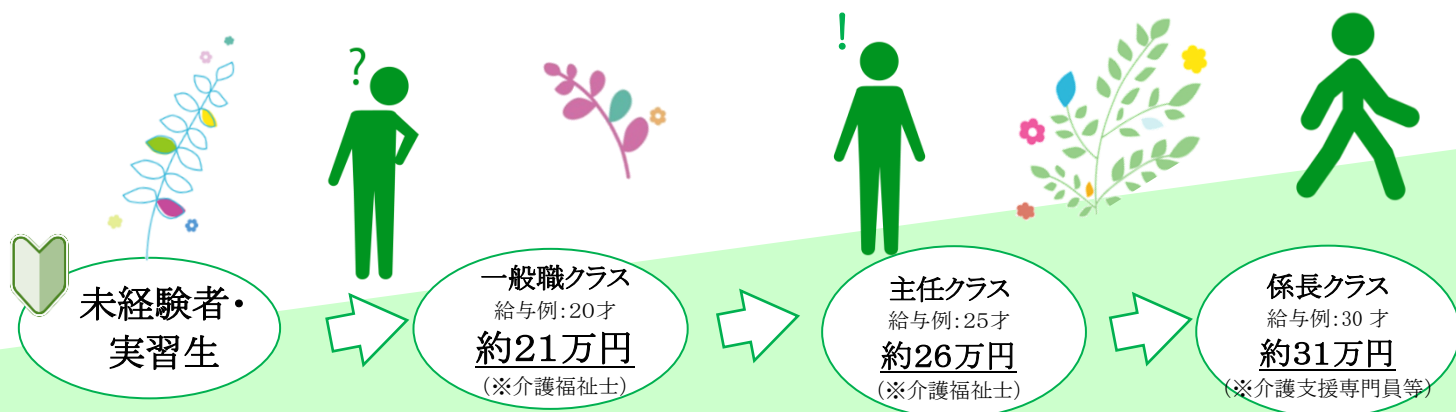 ?
!
未経験者・
実習生
一般職クラス
給与例:20才
約21万円
(※介護福祉士)
主任クラス
給与例:25才
約26万円
(※介護福祉士)
係長クラス
給与例:30 才
約31万円
(※介護支援専門員等)